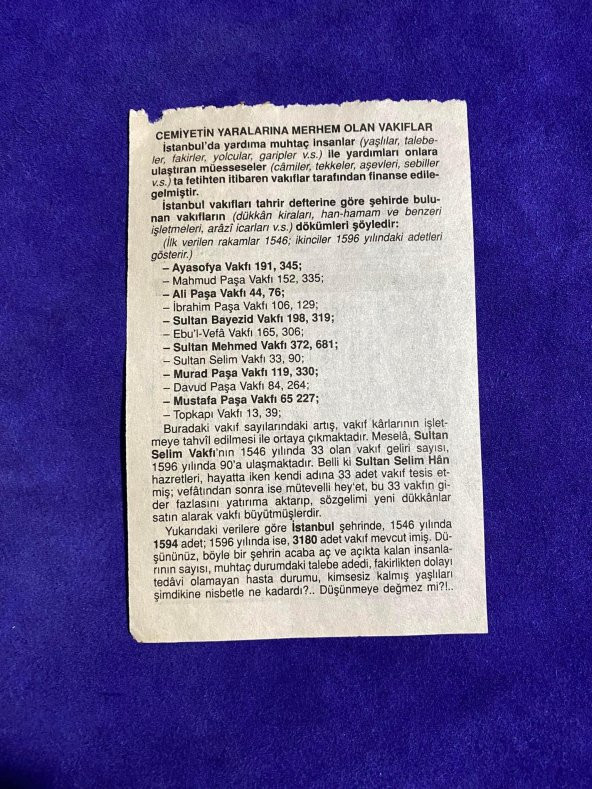 CEMİYETİN YARALARINA MERHEM OLAN VAKIFLAR
İstanbul'da yardıma muhtaç insanlar (yaşlılar, talebe-
ler, fakirler, yolcular, garipler v.s.) ile yardımları onlara
ulaştıran müesseseler (câmiler, tekkeler, aşevleri, sebiller
v.s.) ta fetihten itibaren vakıflar tarafından finanse edile-
gelmiştir.
İstanbul vakıfları tahrir defterine göre şehirde bulu-
nan vakıfların (dükkân kiraları, han-hamam ve benzeri
işletmeleri, arâzî icarları v.s.) dökümleri şöyledir:
(İlk verilen rakamlar 1546; ikinciler 1596 yılındaki adetleri
gösterir.)
– Ayasofya Vakfı 191, 345;
– Mahmud Paşa Vakfı 152, 335;
– Ali Paşa Vakfı 44, 76;
– İbrahim Paşa Vakfı 106, 129;
– Sultan Bayezid Vakfı 198, 319;
– Ebu'l-Vefâ Vakfı 165, 306;
– Sultan Mehmed Vakfı 372, 681;
– Sultan Selim Vakfı 33, 90;
– Murad Paşa Vakfı 119, 330;
– Davud Paşa Vakfı 84, 264;
– Mustafa Paşa Vakfı 65 227;
– Topkapı Vakfı 13, 39;
Buradaki vakıf sayılarındaki artış, vakıf kârlarının işlet-
meye tahvîl edilmesi ile ortaya çıkmaktadır. Meselâ, Sultan
Selim Vakfı'nın 1546 yılında 33 olan vakıf geliri sayısı,
1596 yılında 90'a ulaşmaktadır. Belli ki Sultan Selim Hân
hazretleri, hayatta iken kendi adına 33 adet vakıf tesis et-
miş; vefâtından sonra ise mütevelli hey'et, bu 33 vakfın gi-
der fazlasını yatırıma aktarıp, sözgelimi yeni dükkânlar
satın alarak vakfı büyütmüşlerdir.
Yukarıdaki verilere göre İstanbul şehrinde, 1546 yılında
1594 adet; 1596 yılında ise, 3180 adet vakıf mevcut imiş. Dü-
şününüz, böyle bir şehrin acaba aç ve açıkta kalan insanla-
rının sayısı, muhtaç durumdaki talebe adedi, fakirlikten dolayı
tedâvi olamayan hasta durumu, kimsesiz kalmış yaşlıları
şimdikine nisbetle ne kadardı?.. Düşünmeye değmez mi?!..